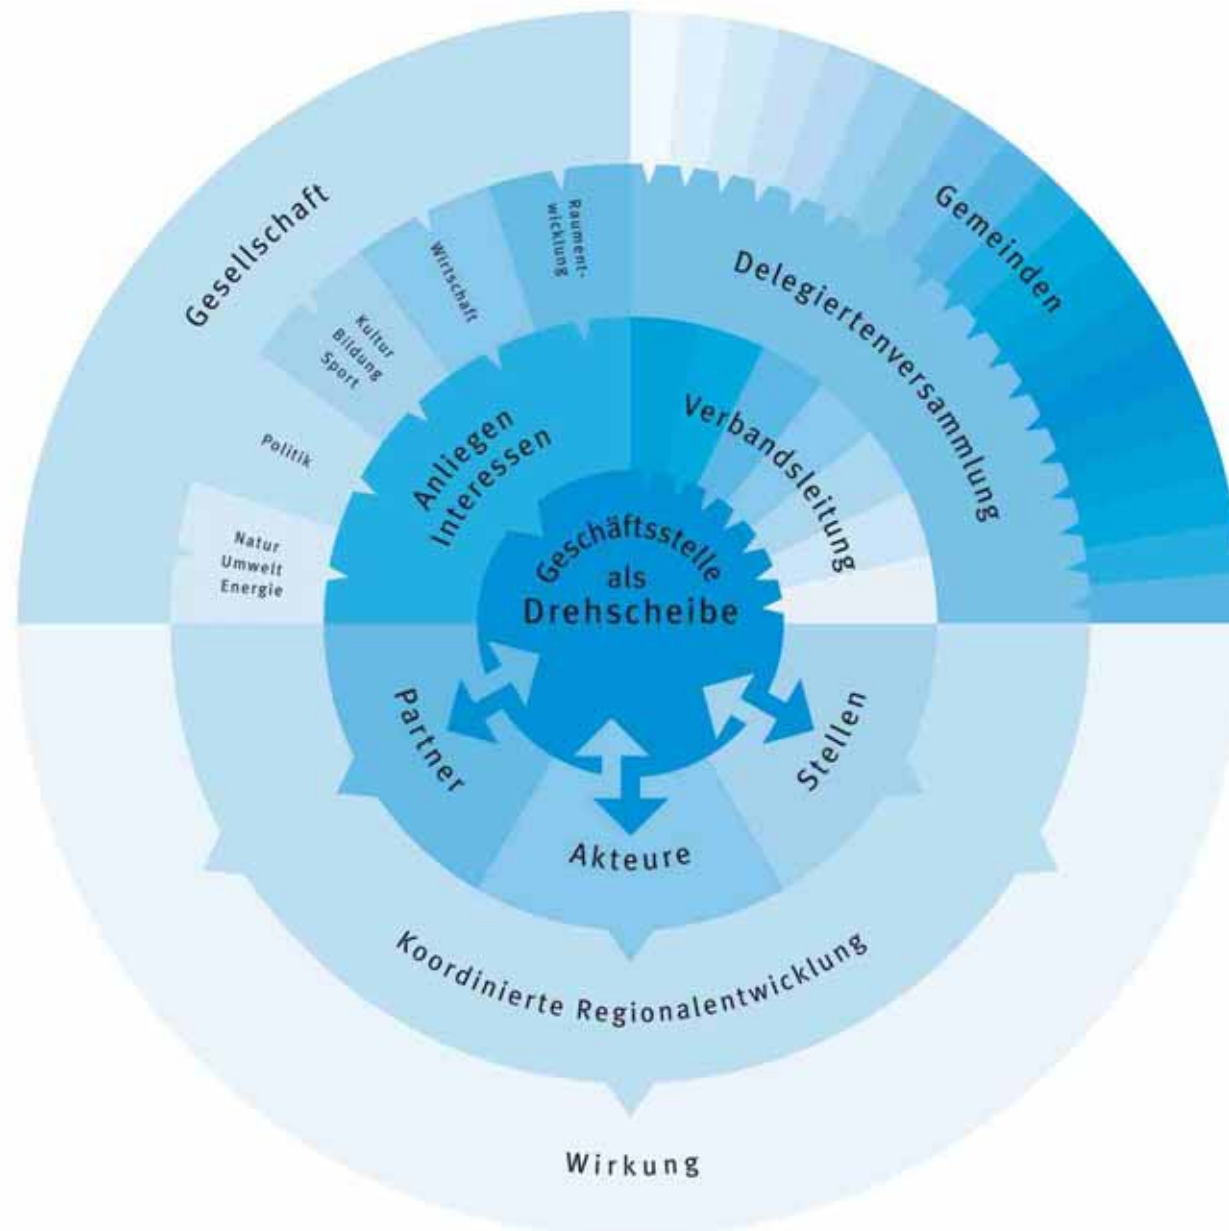 Gesellschaft
Raument-
wicklung
Wirtschaft
Kultur
Bildung
Sport
Politik
Natur
Umwelt
Energie
Anliegen
Interessen
Gemeinden
Delegiertenversammlung
Verbandsleitung
Geschäftsstelle
als
Drehscheibe
Partner
Akteure
Stellen
Koordinierte Regionalentwicklung
Wirkung